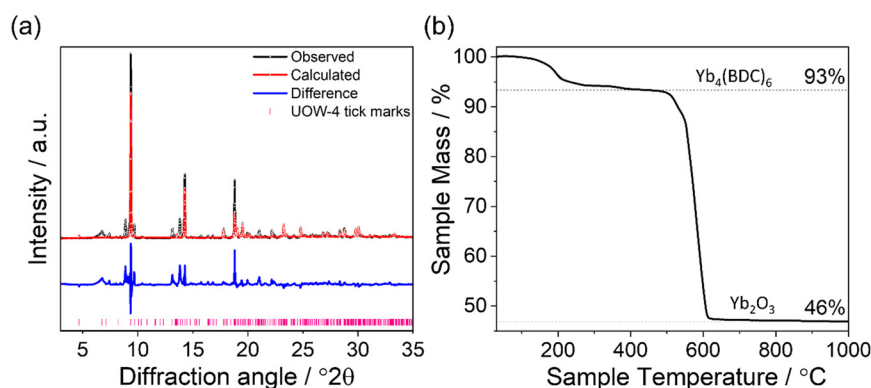 (a)
Intensity / a.u.
Observed
Calculated
Difference
UOW-4 tick marks
5 10 15 20 25 30 35
Diffraction angle / °2θ
(b)
Sample Mass / %
100
90
80
70
60
50
Yb₄(BDC)₆ 93%
Yb₂O₃ 46%
200 400 600 800 1000
Sample Temperature / °C